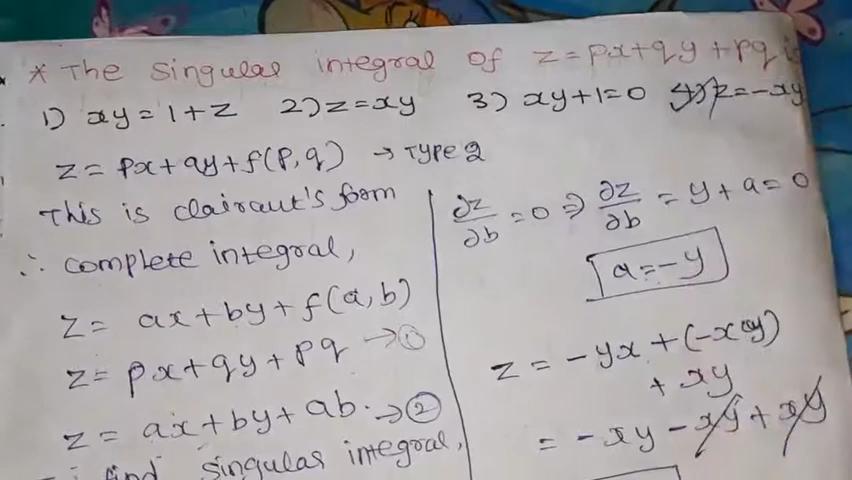 * The singular integral of z=px+qy+pq is
1) xy=1+z 2) z=xy 3) xy+1=0 4) z=-xy
z=px+qy+f(p,q) → Type 2
This is clairaut's form
∴ complete integral,
z= ax+by+f(a,b)
z= px+qy+pq →①
z= ax+by+ab. →②
find singular integral,
∂z/∂b =0 ⇒ ∂z/∂b = y+a=0
a=-y
z= -yx+(-xy)
+ xy
= -xy-xy+xy